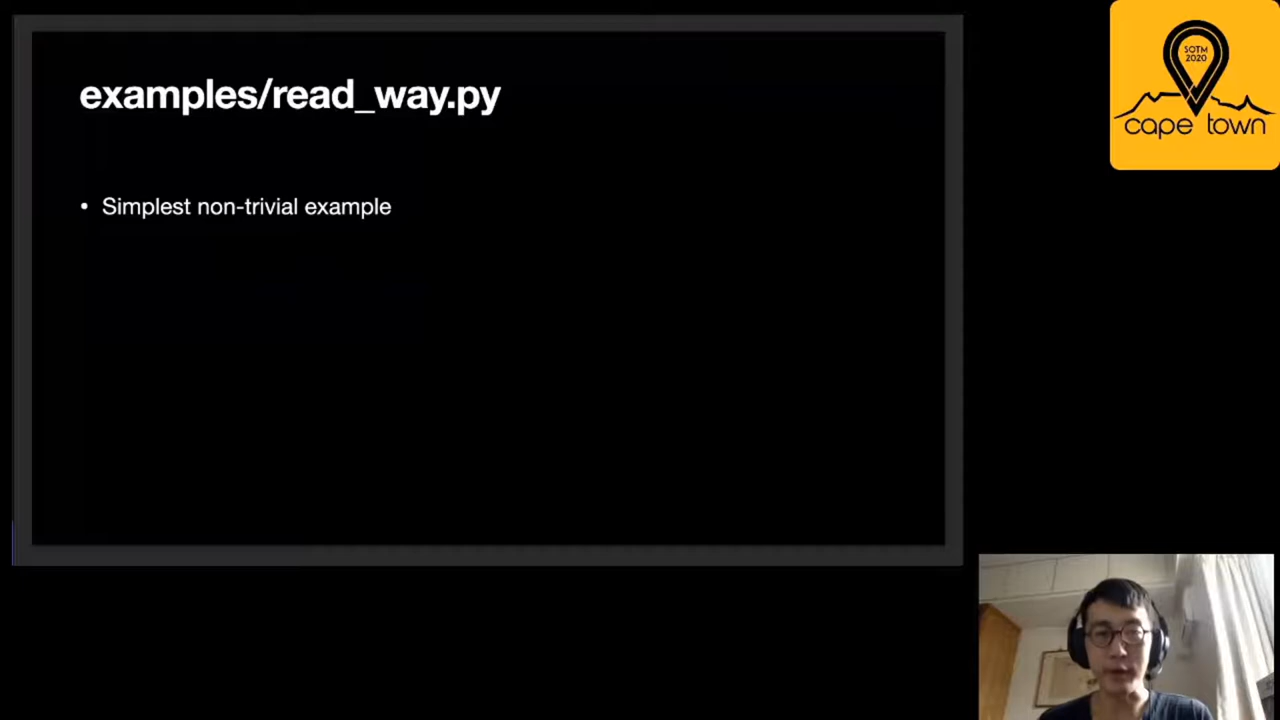 examples/read_way.py
• Simplest non-trivial example
SOTM
2020
cape town